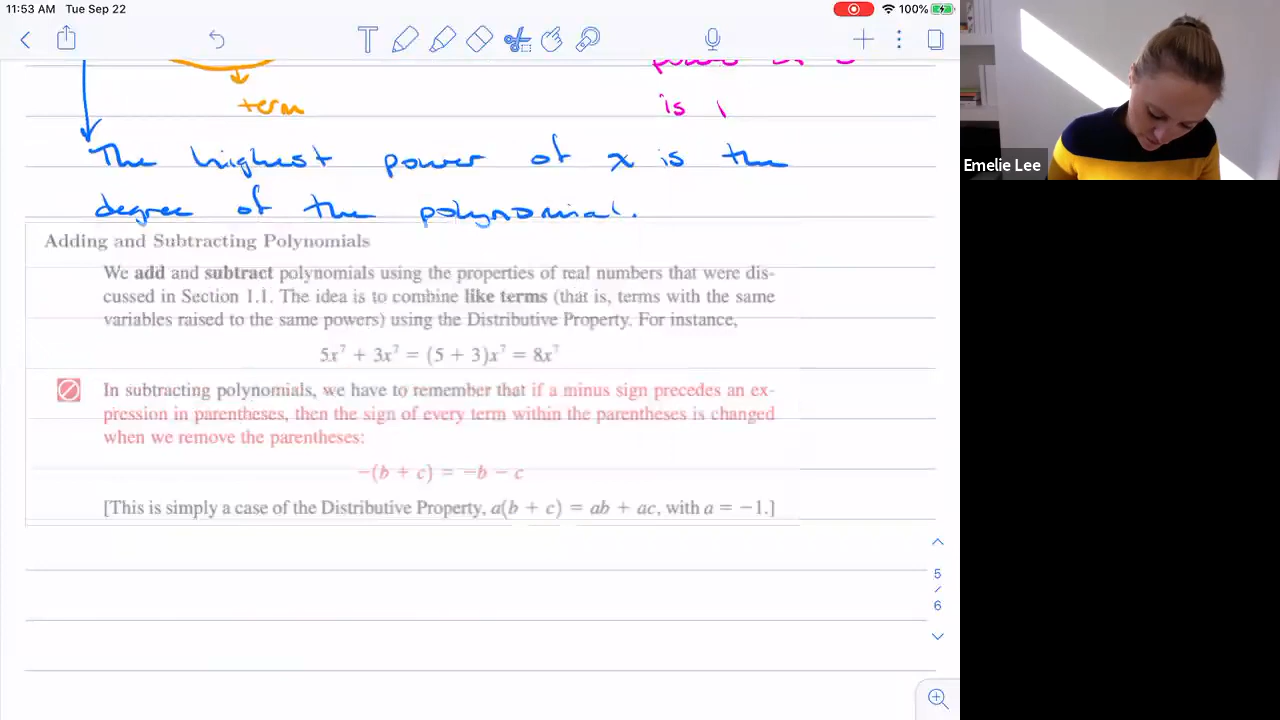 11:53 AM Tue Sep 22
100%
term
is 1
The highest power of x is the
degree of the polynomial.
Adding and Subtracting Polynomials
We add and subtract polynomials using the properties of real numbers that were dis-
cussed in Section 1.1. The idea is to combine like terms (that is, terms with the same
variables raised to the same powers) using the Distributive Property. For instance,
5x⁷ + 3x⁷ = (5 + 3)x⁷ = 8x⁷
In subtracting polynomials, we have to remember that if a minus sign precedes an ex-
pression in parentheses, then the sign of every term within the parentheses is changed
when we remove the parentheses:
−(b + c) = −b − c
[This is simply a case of the Distributive Property, a(b + c) = ab + ac, with a = −1.]
5
/
6
Emelie Lee